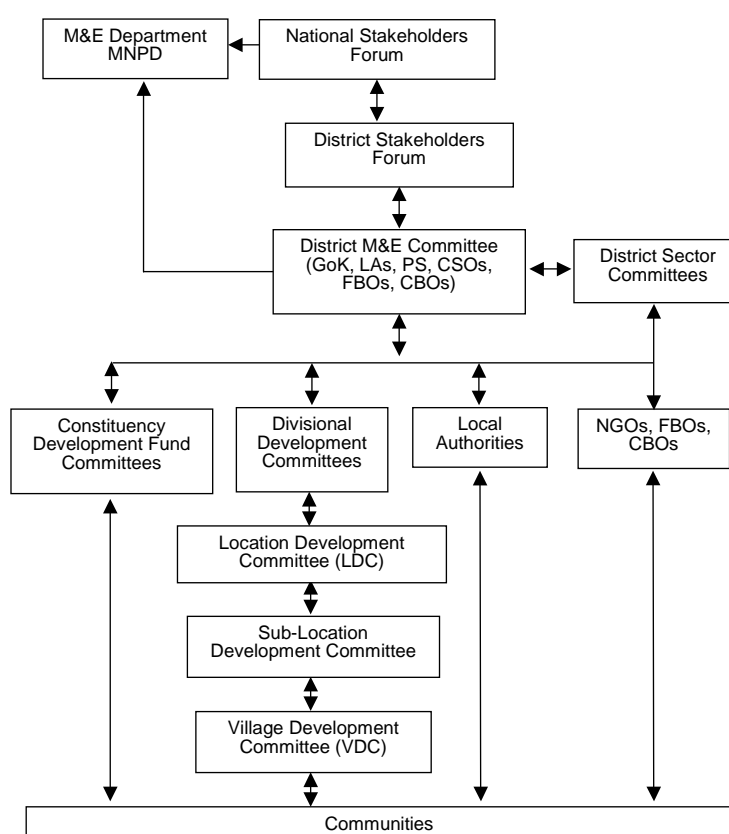 M&E Department
MNPD
National Stakeholders
Forum
District Stakeholders
Forum
District M&E Committee
(GoK, LAs, PS, CSOs,
FBOs, CBOs)
District Sector
Committees
Constituency
Development Fund
Committees
Divisional
Development
Committees
Local
Authorities
NGOs, FBOs,
CBOs
Location Development
Committee (LDC)
Sub-Location
Development Committee
Village Development
Committee (VDC)
Communities